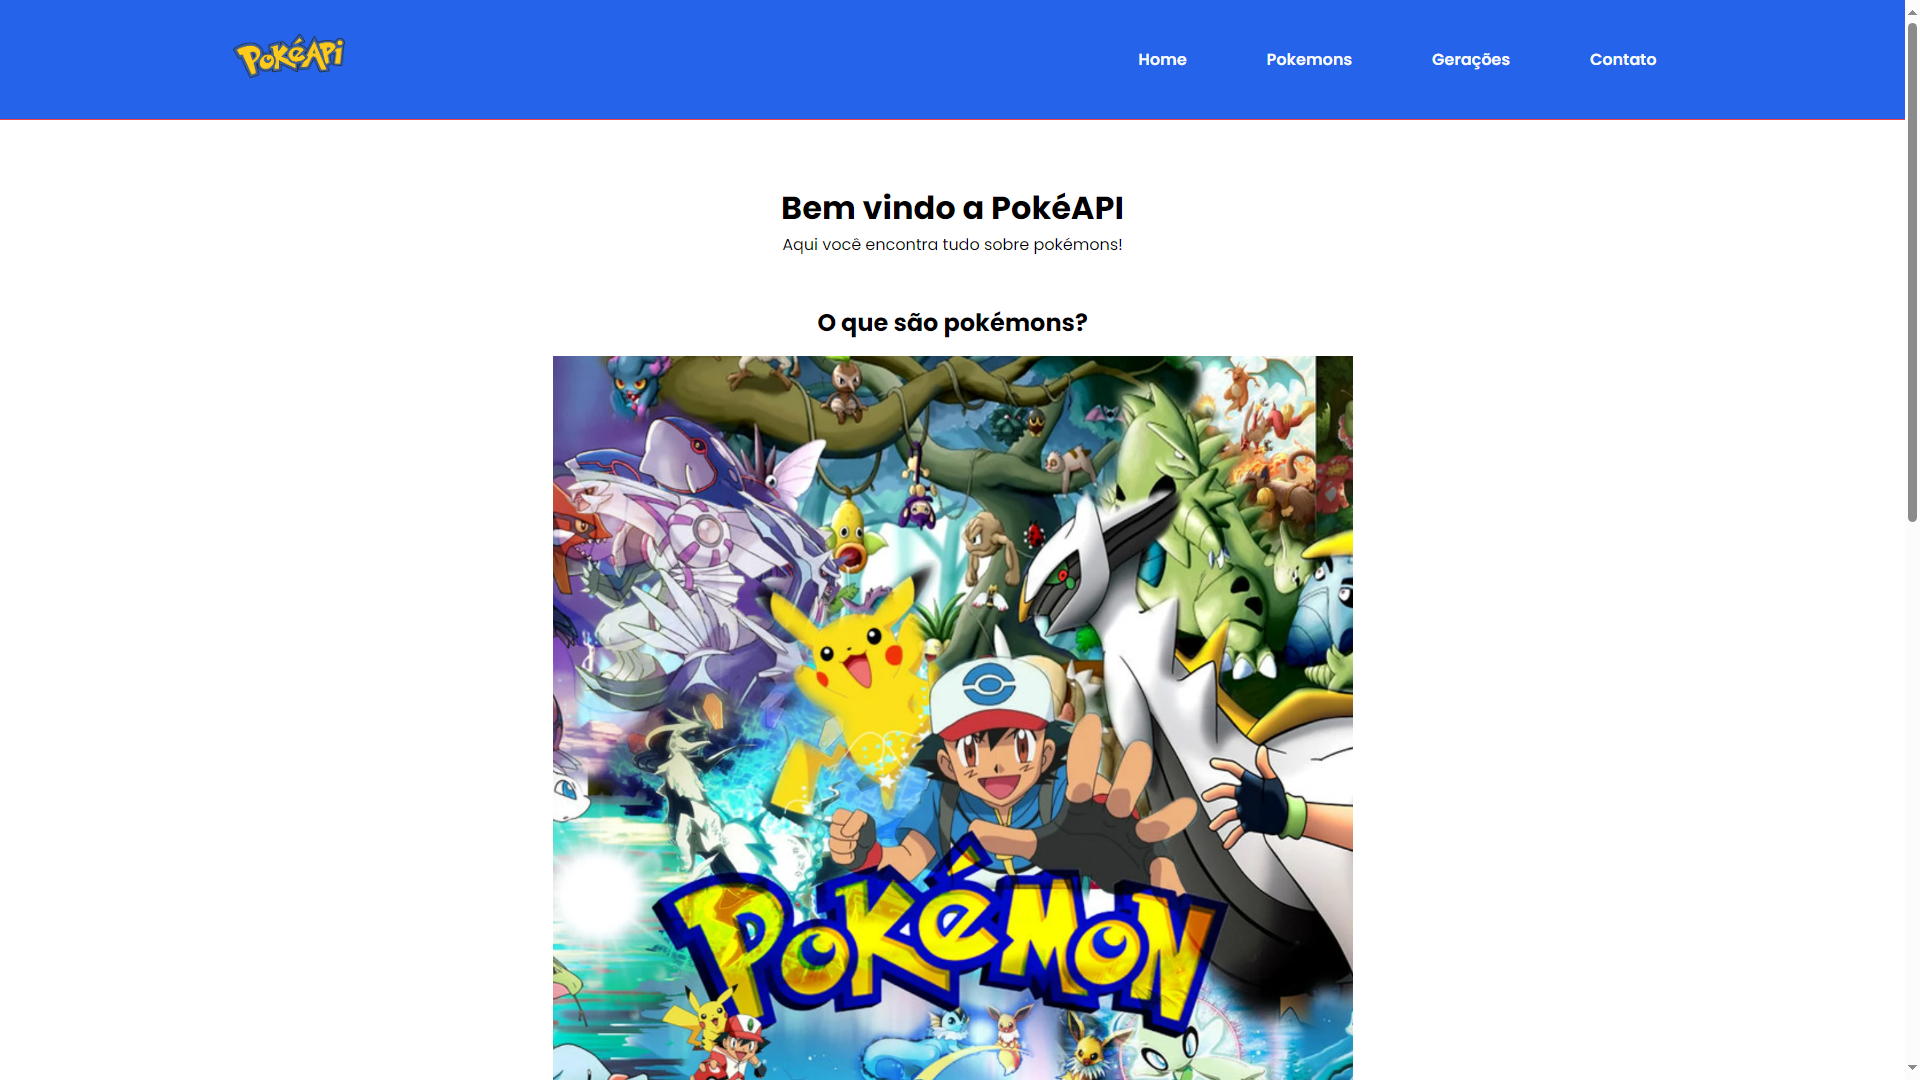 PokéApi
Home
Pokemons
Gerações
Contato
Bem vindo a PokéAPI
Aqui você encontra tudo sobre pokémons!
O que são pokémons?
POKéMON